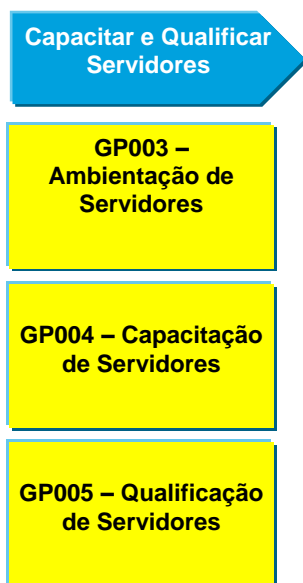 Capacitar e Qualificar
Servidores
GP003 –
Ambientação de
Servidores
GP004 – Capacitação
de Servidores
GP005 – Qualificação
de Servidores